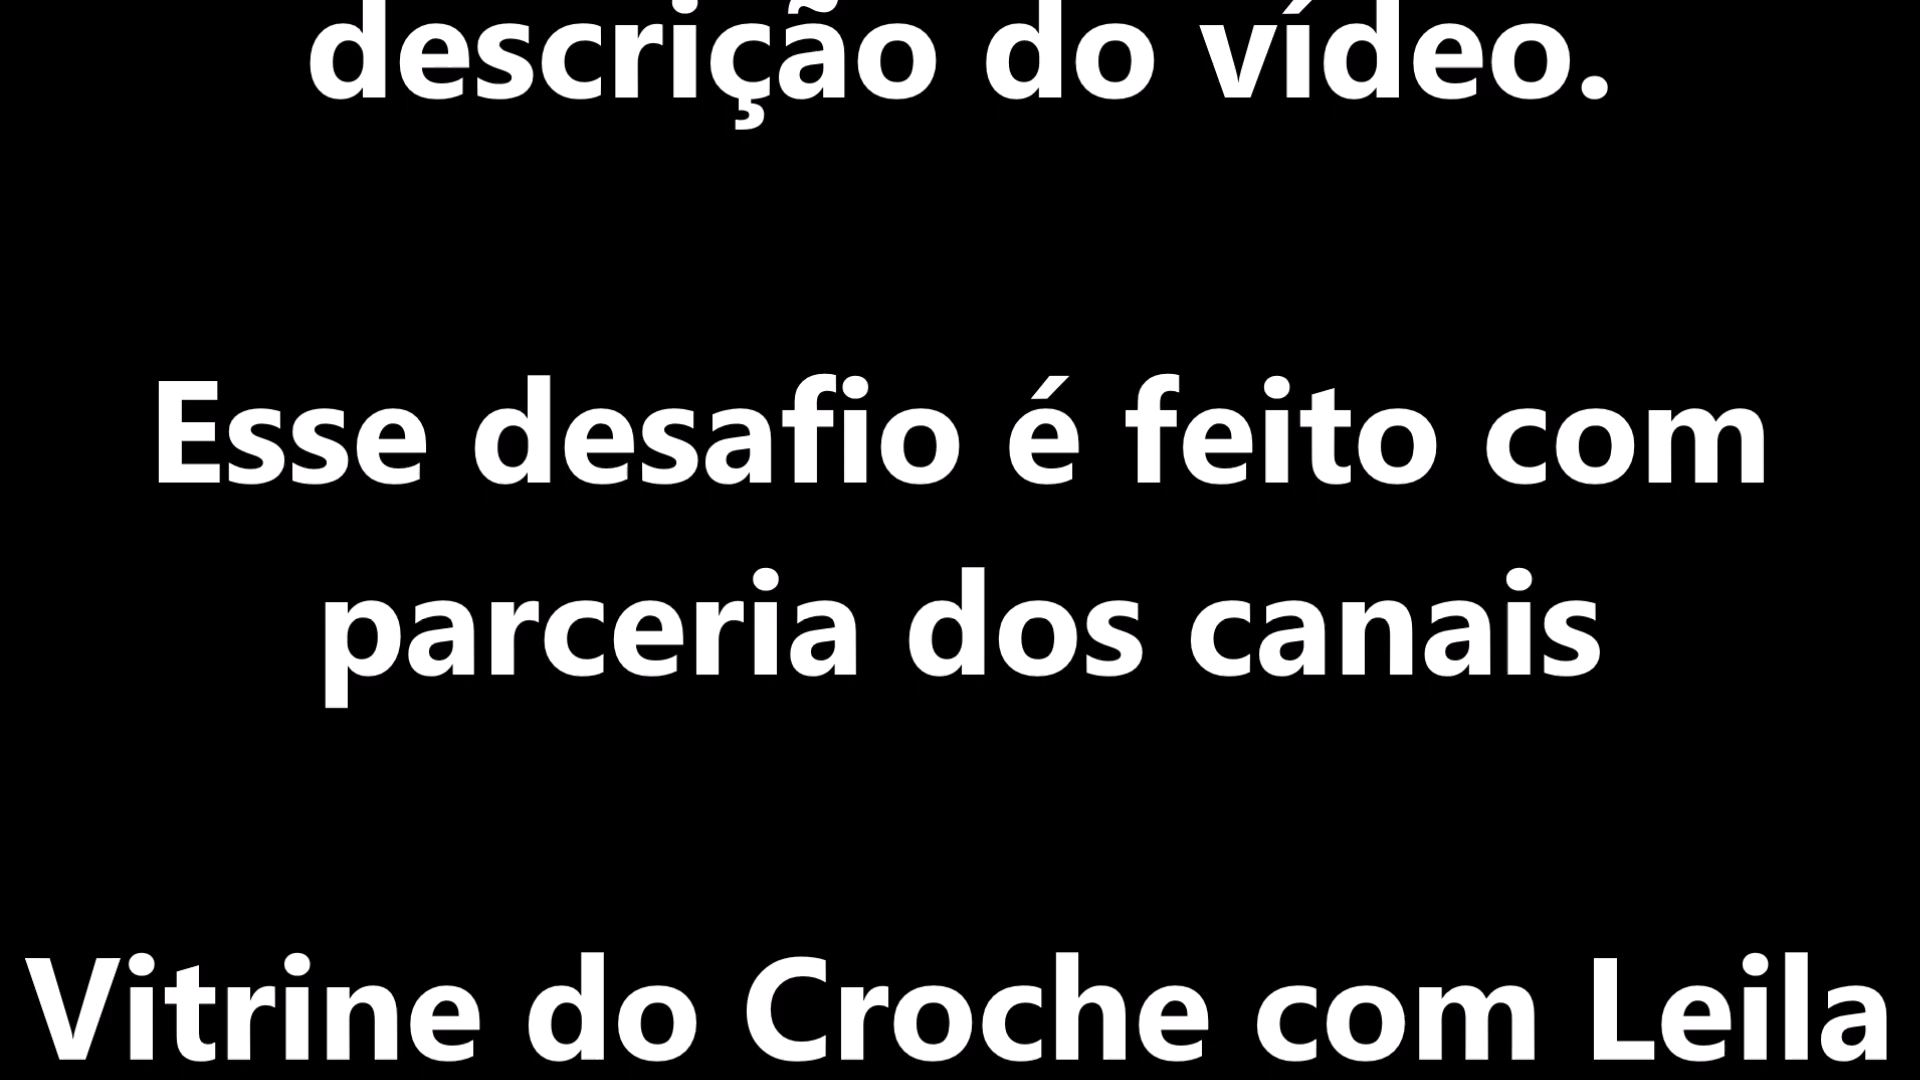 descrição do vídeo.
Esse desafio é feito com
parceria dos canais
Vitrine do Croche com Leila